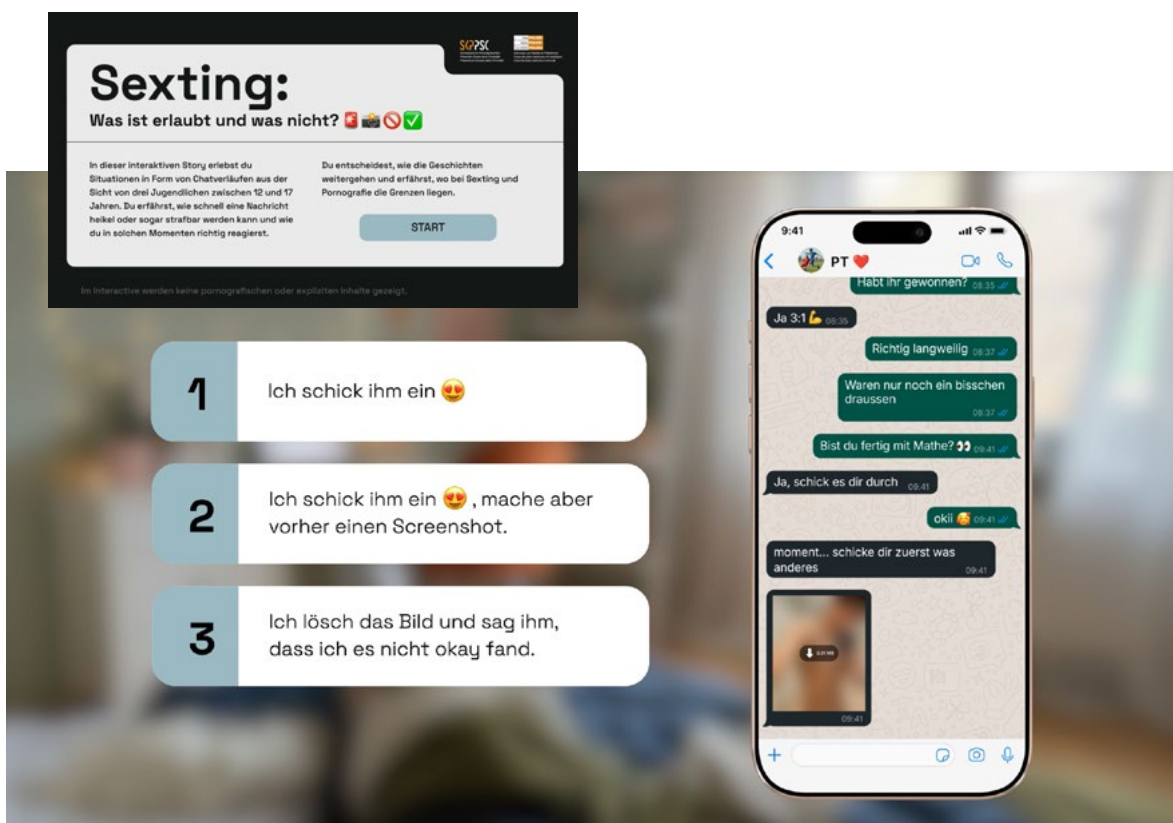 SKPPSC
Sexting:
Was ist erlaubt und was nicht? 🚨📸🚫✅
In dieser interaktiven Story erlebst du
Situationen in Form von Chatverläufen aus der
Sicht von drei Jugendlichen zwischen 12 und 17
Jahren. Du erfährst, wie schnell eine Nachricht
heikel oder sogar strafbar werden kann und wie
du in solchen Momenten richtig reagierst.
Du entscheidest, wie die Geschichten
weitergehen und erfährst, wo bei Sexting und
Pornografie die Grenzen liegen.
START
Im Interactive werden keine pornografischen oder expliziten Inhalte gezeigt.
1
Ich schick ihm ein 😍
2
Ich schick ihm ein 😍 , mache aber
vorher einen Screenshot.
3
Ich lösch das Bild und sag ihm,
dass ich es nicht okay fand.
9:41
PT ❤️
Habt ihr gewonnen? 08:35
Ja 3:1 💪 08:35
Richtig langweilig 08:37
Waren nur noch ein bisschen
draussen
08:37
Bist du fertig mit Mathe? 👀 09:41
Ja, schick es dir durch 09:41
okii 🥰 09:41
moment... schicke dir zuerst was
anderes
09:41
09:41